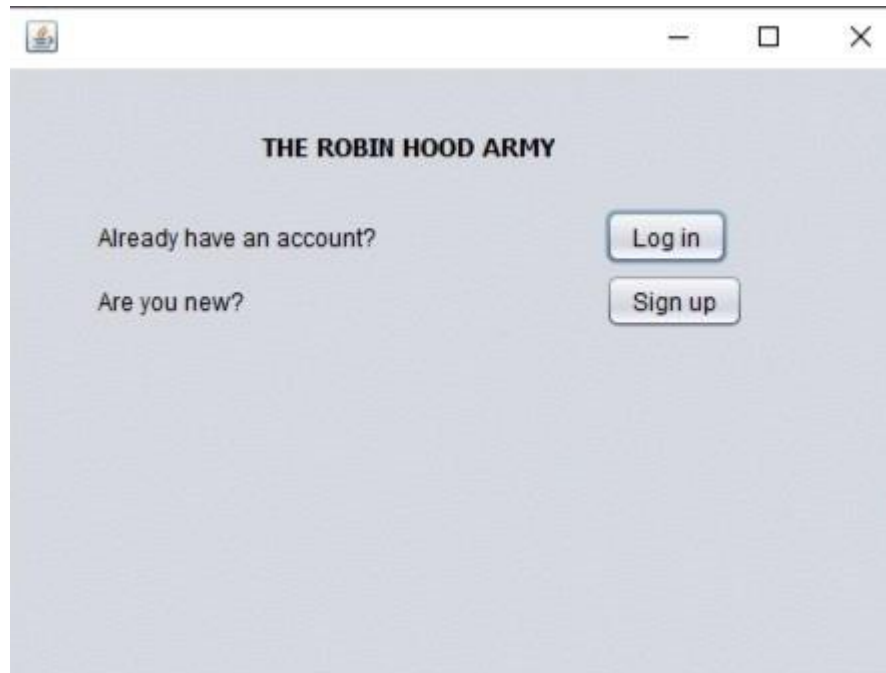 THE ROBIN HOOD ARMY
Already have an account? Log in
Are you new? Sign up